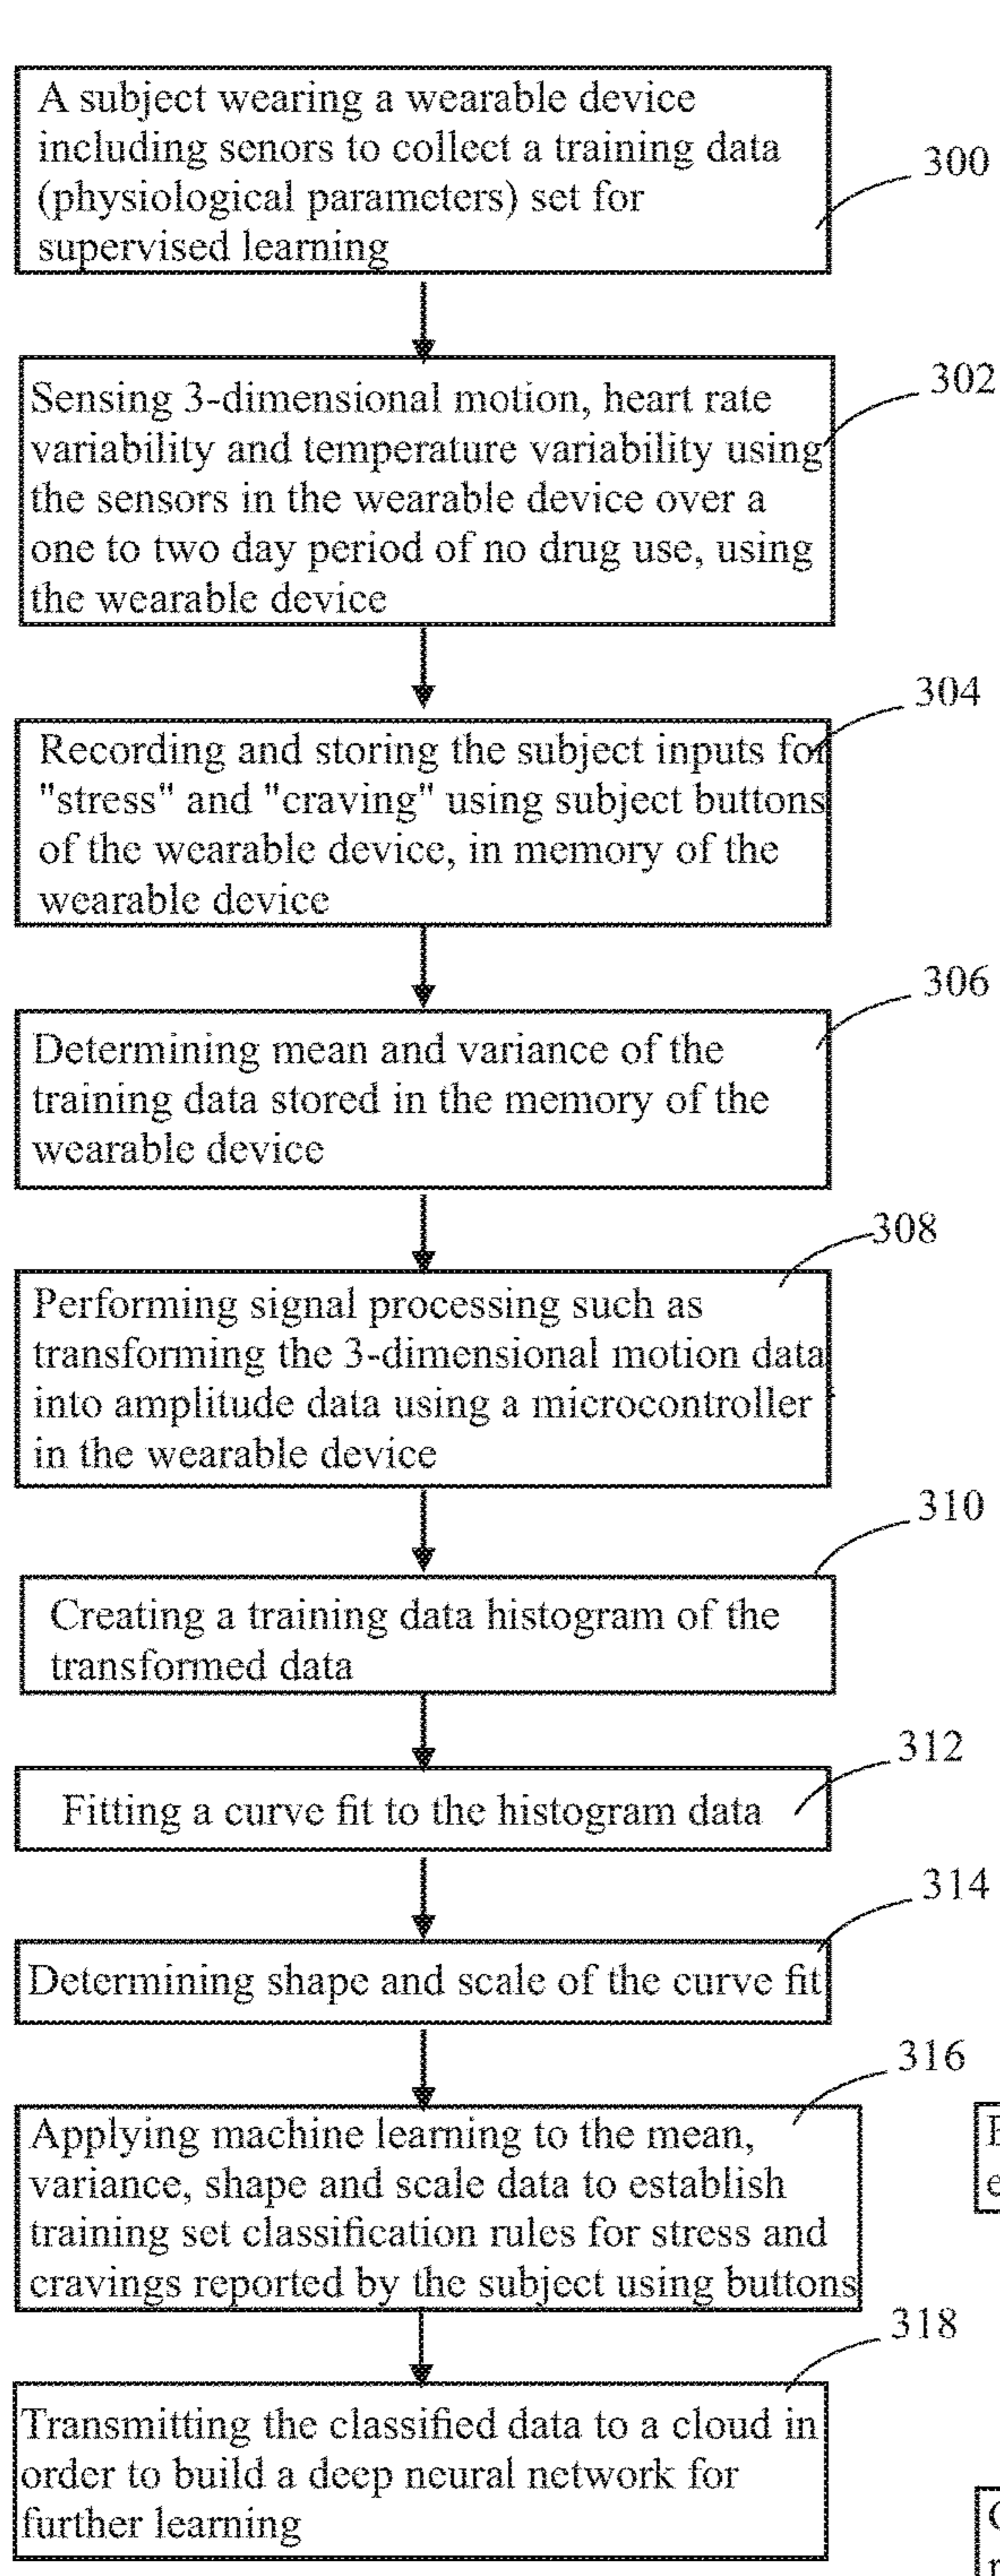 A subject wearing a wearable device
including senors to collect a training data
(physiological parameters) set for
supervised learning
300
Sensing 3-dimensional motion, heart rate
variability and temperature variability using
the sensors in the wearable device over a
one to two day period of no drug use, using
the wearable device
302
Recording and storing the subject inputs for
"stress" and "craving" using subject buttons
of the wearable device, in memory of the
wearable device
304
Determining mean and variance of the
training data stored in the memory of the
wearable device
306
Performing signal processing such as
transforming the 3-dimensional motion data
into amplitude data using a microcontroller
in the wearable device
308
Creating a training data histogram of the
transformed data
310
Fitting a curve fit to the histogram data
312
Determining shape and scale of the curve fit
314
Applying machine learning to the mean,
variance, shape and scale data to establish
training set classification rules for stress and
cravings reported by the subject using buttons
316
Transmitting the classified data to a cloud in
order to build a deep neural network for
further learning
318